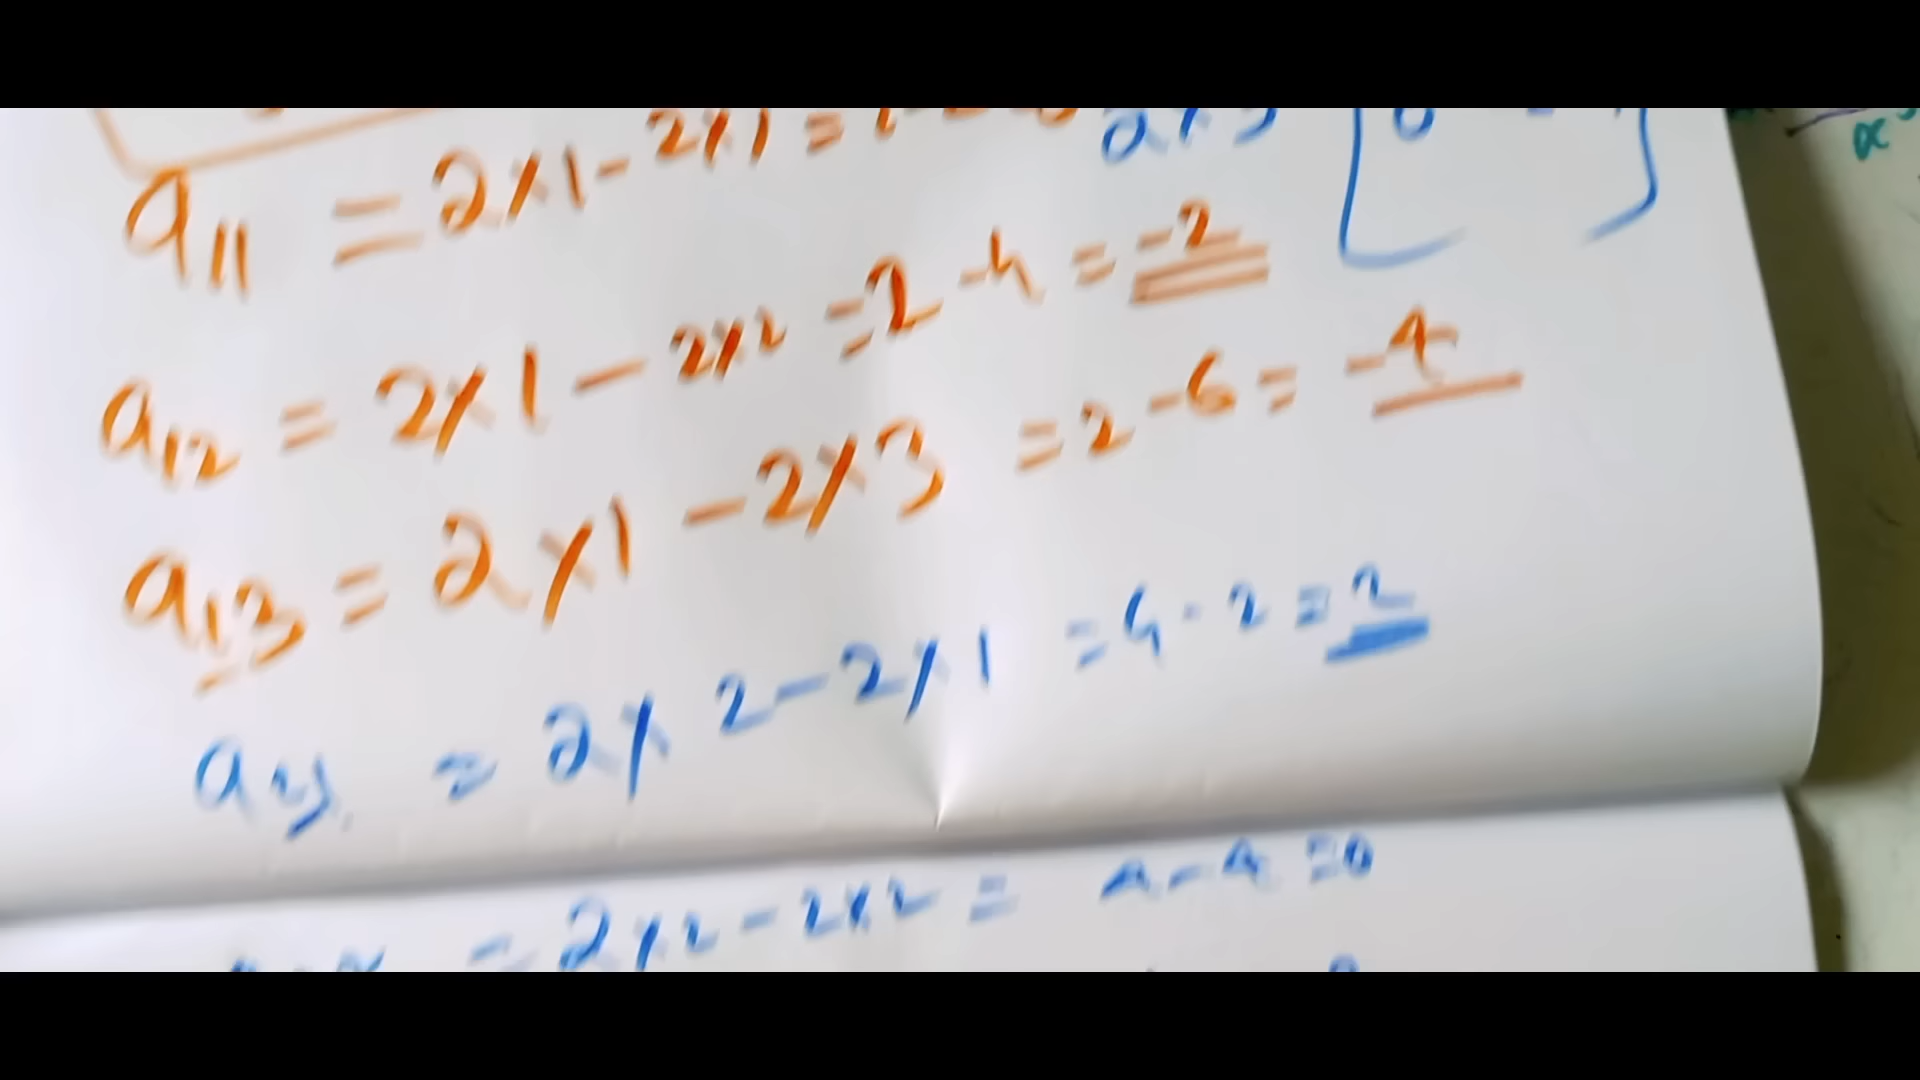 a11 = 2×1-2×1=
a12 = 2×1-2×2 =2-4 = -2
a13 = 2×1-2×3 =2-6 = -4
= 2×2-2×1 =4-2=2
= 2×2-2×2 = 4-4=0